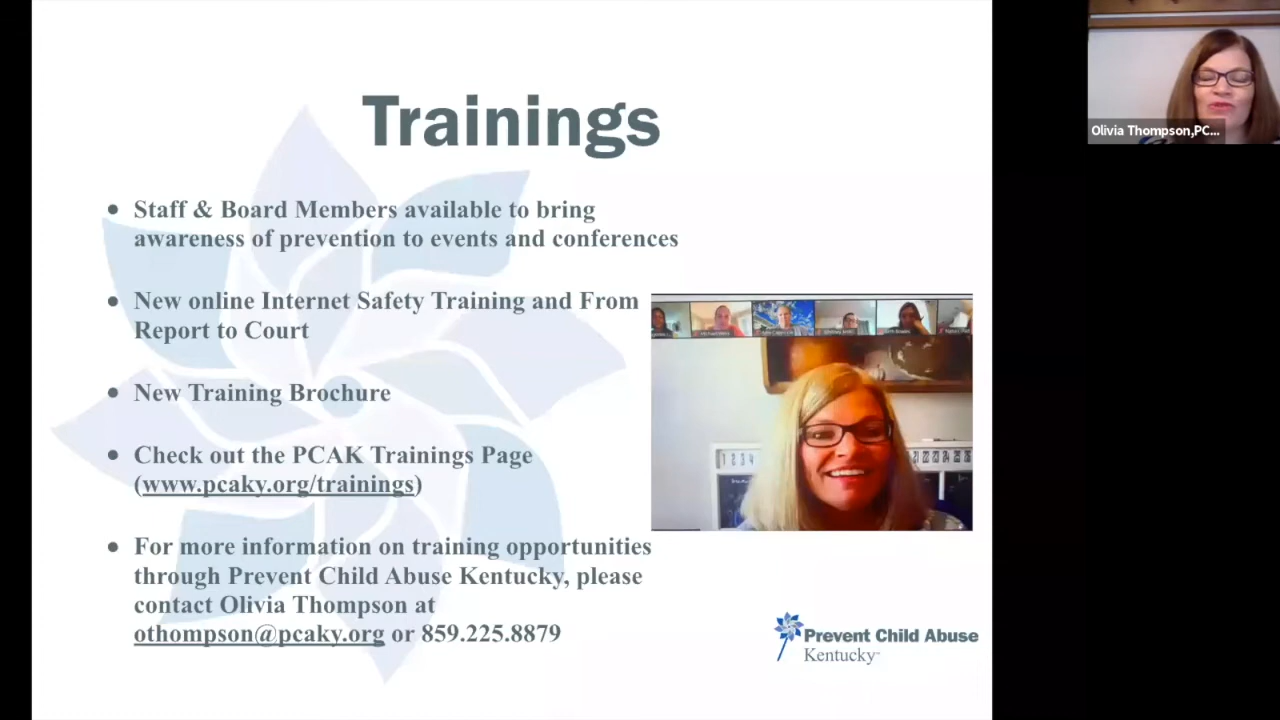 Trainings
Olivia Thompson,PC...
• Staff & Board Members available to bring
awareness of prevention to events and conferences
• New online Internet Safety Training and From
Report to Court
• New Training Brochure
• Check out the PCAK Trainings Page
(www.pcaky.org/trainings)
• For more information on training opportunities
through Prevent Child Abuse Kentucky, please
contact Olivia Thompson at
othompson@pcaky.org or 859.225.8879
Prevent Child Abuse
Kentucky